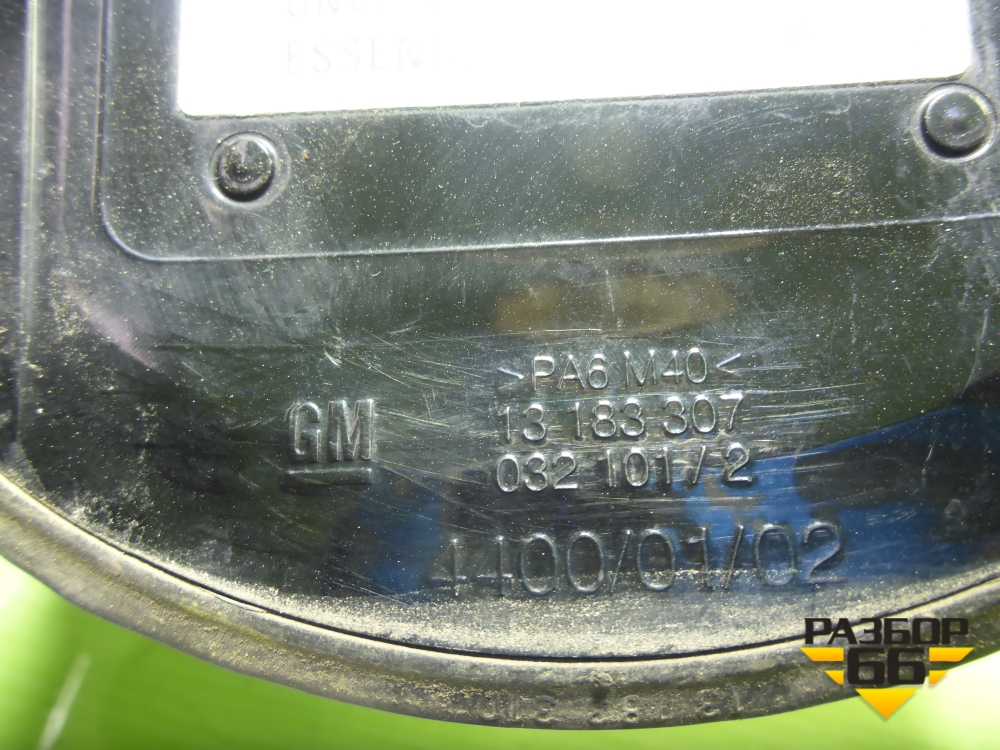 ESSEN
>PA6 M40<
GM
13 183 307
032 101 / 2
4400/01/02
РАЗБОР
66